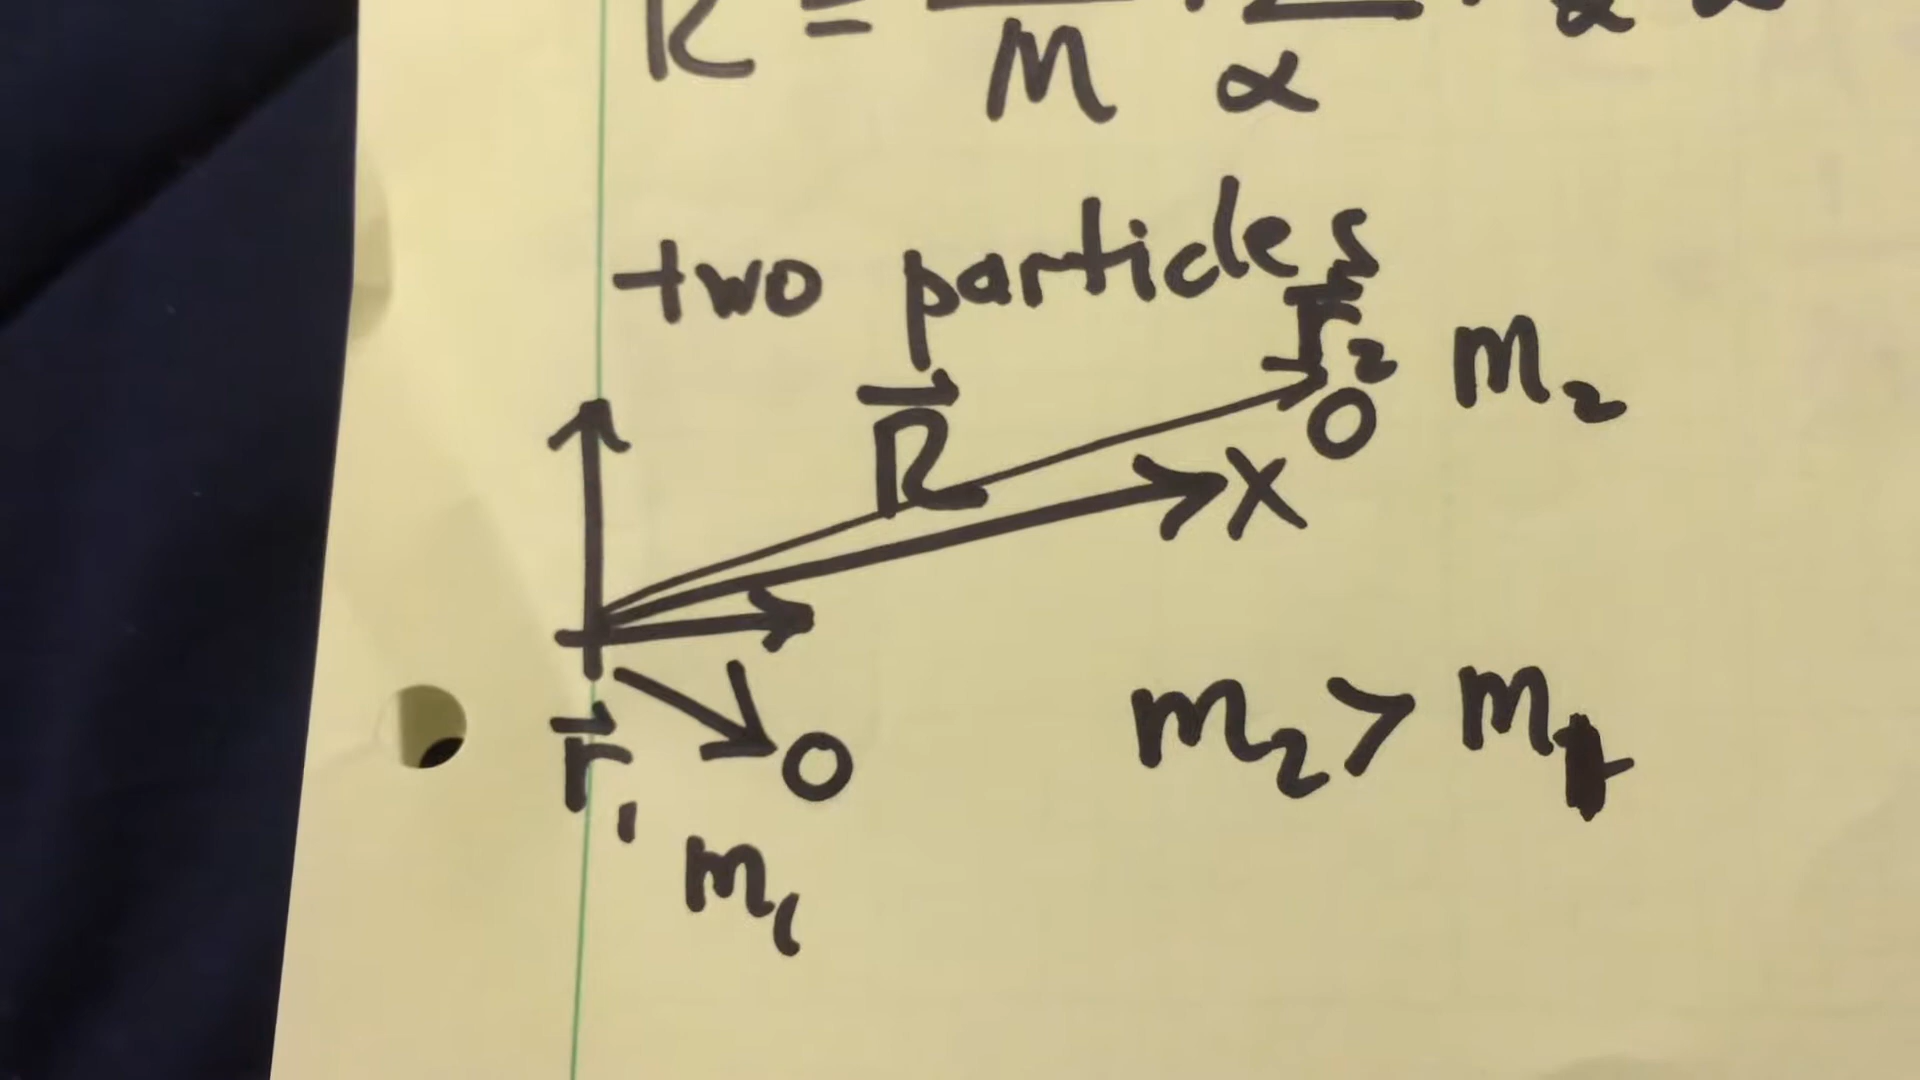 R =
M α
two particles
r⃗₂ m₂
R⃗
X O
r⃗₁ O
m₁
m₂ > m₁